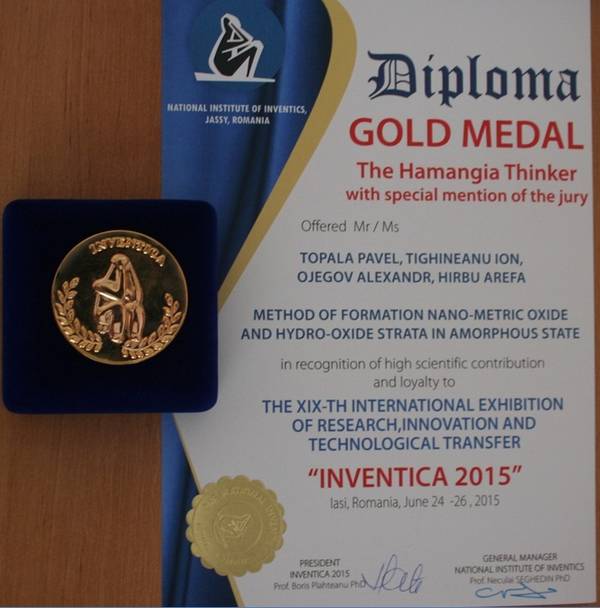 NATIONAL INSTITUTE OF INVENTICS,
JASSY, ROMANIA
Diploma
GOLD MEDAL
The Hamangia Thinker
with special mention of the jury
Offered Mr / Ms
TOPALA PAVEL, TIGHINEANU ION,
OJEGOV ALEXANDR, HIRBU AREFA
METHOD OF FORMATION NANO-METRIC OXIDE
AND HYDRO-OXIDE STRATA IN AMORPHOUS STATE
in recognition of high scientific contribution
and loyalty to
THE XIX-TH INTERNATIONAL EXHIBITION
OF RESEARCH,INNOVATION AND
TECHNOLOGICAL TRANSFER
"INVENTICA 2015"
Iasi, Romania, June 24 -26, 2015
INVENTICA
PRESIDENT
INVENTICA 2015
Prof. Boris Plahteanu PhD
GENERAL MANAGER
NATIONAL INSTITUTE OF INVENTICS
Prof. Neculai SEGHEDIN PhD